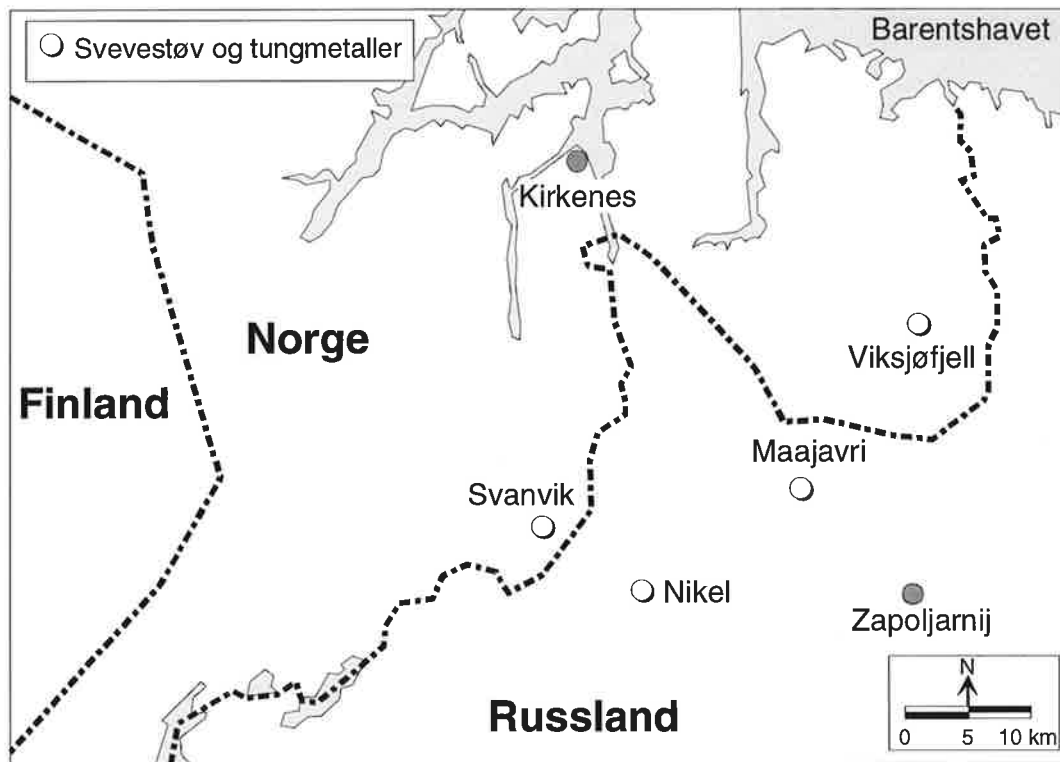 Svevestøv og tungmetaller
Barentshavet
Kirkenes
Norge
Viksjøfjell
Finland
Maajavri
Svanvik
Nikel
Zapoljarnij
N
Russland
0 5 10 km